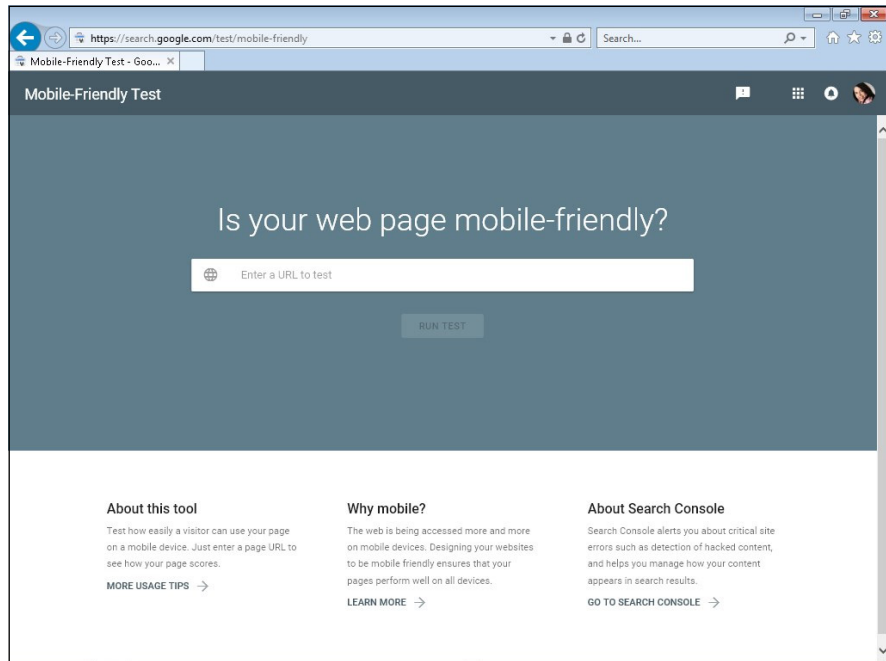 https://search.google.com/test/mobile-friendly
Search...
Mobile-Friendly Test - Goo...
Mobile-Friendly Test
Is your web page mobile-friendly?
Enter a URL to test
RUN TEST
About this tool
Test how easily a visitor can use your page
on a mobile device. Just enter a page URL to
see how your page scores.
MORE USAGE TIPS
Why mobile?
The web is being accessed more and more
on mobile devices. Designing your websites
to be mobile friendly ensures that your
pages perform well on all devices.
LEARN MORE
About Search Console
Search Console alerts you about critical site
errors such as detection of hacked content,
and helps you manage how your content
appears in search results.
GO TO SEARCH CONSOLE